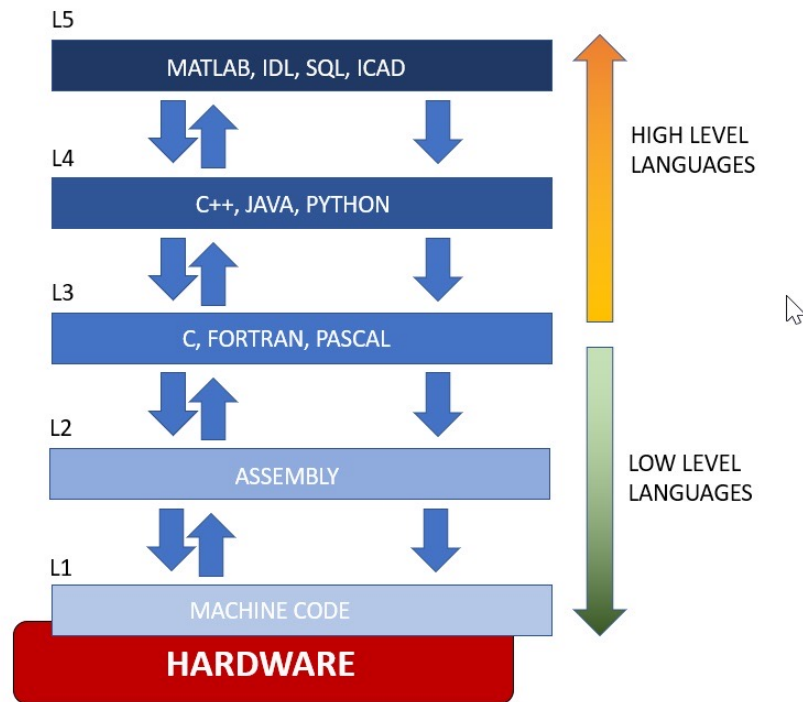 L5
MATLAB, IDL, SQL, ICAD
HIGH LEVEL
LANGUAGES
L4
C++, JAVA, PYTHON
L3
C, FORTRAN, PASCAL
L2
ASSEMBLY
LOW LEVEL
LANGUAGES
L1
MACHINE CODE
HARDWARE